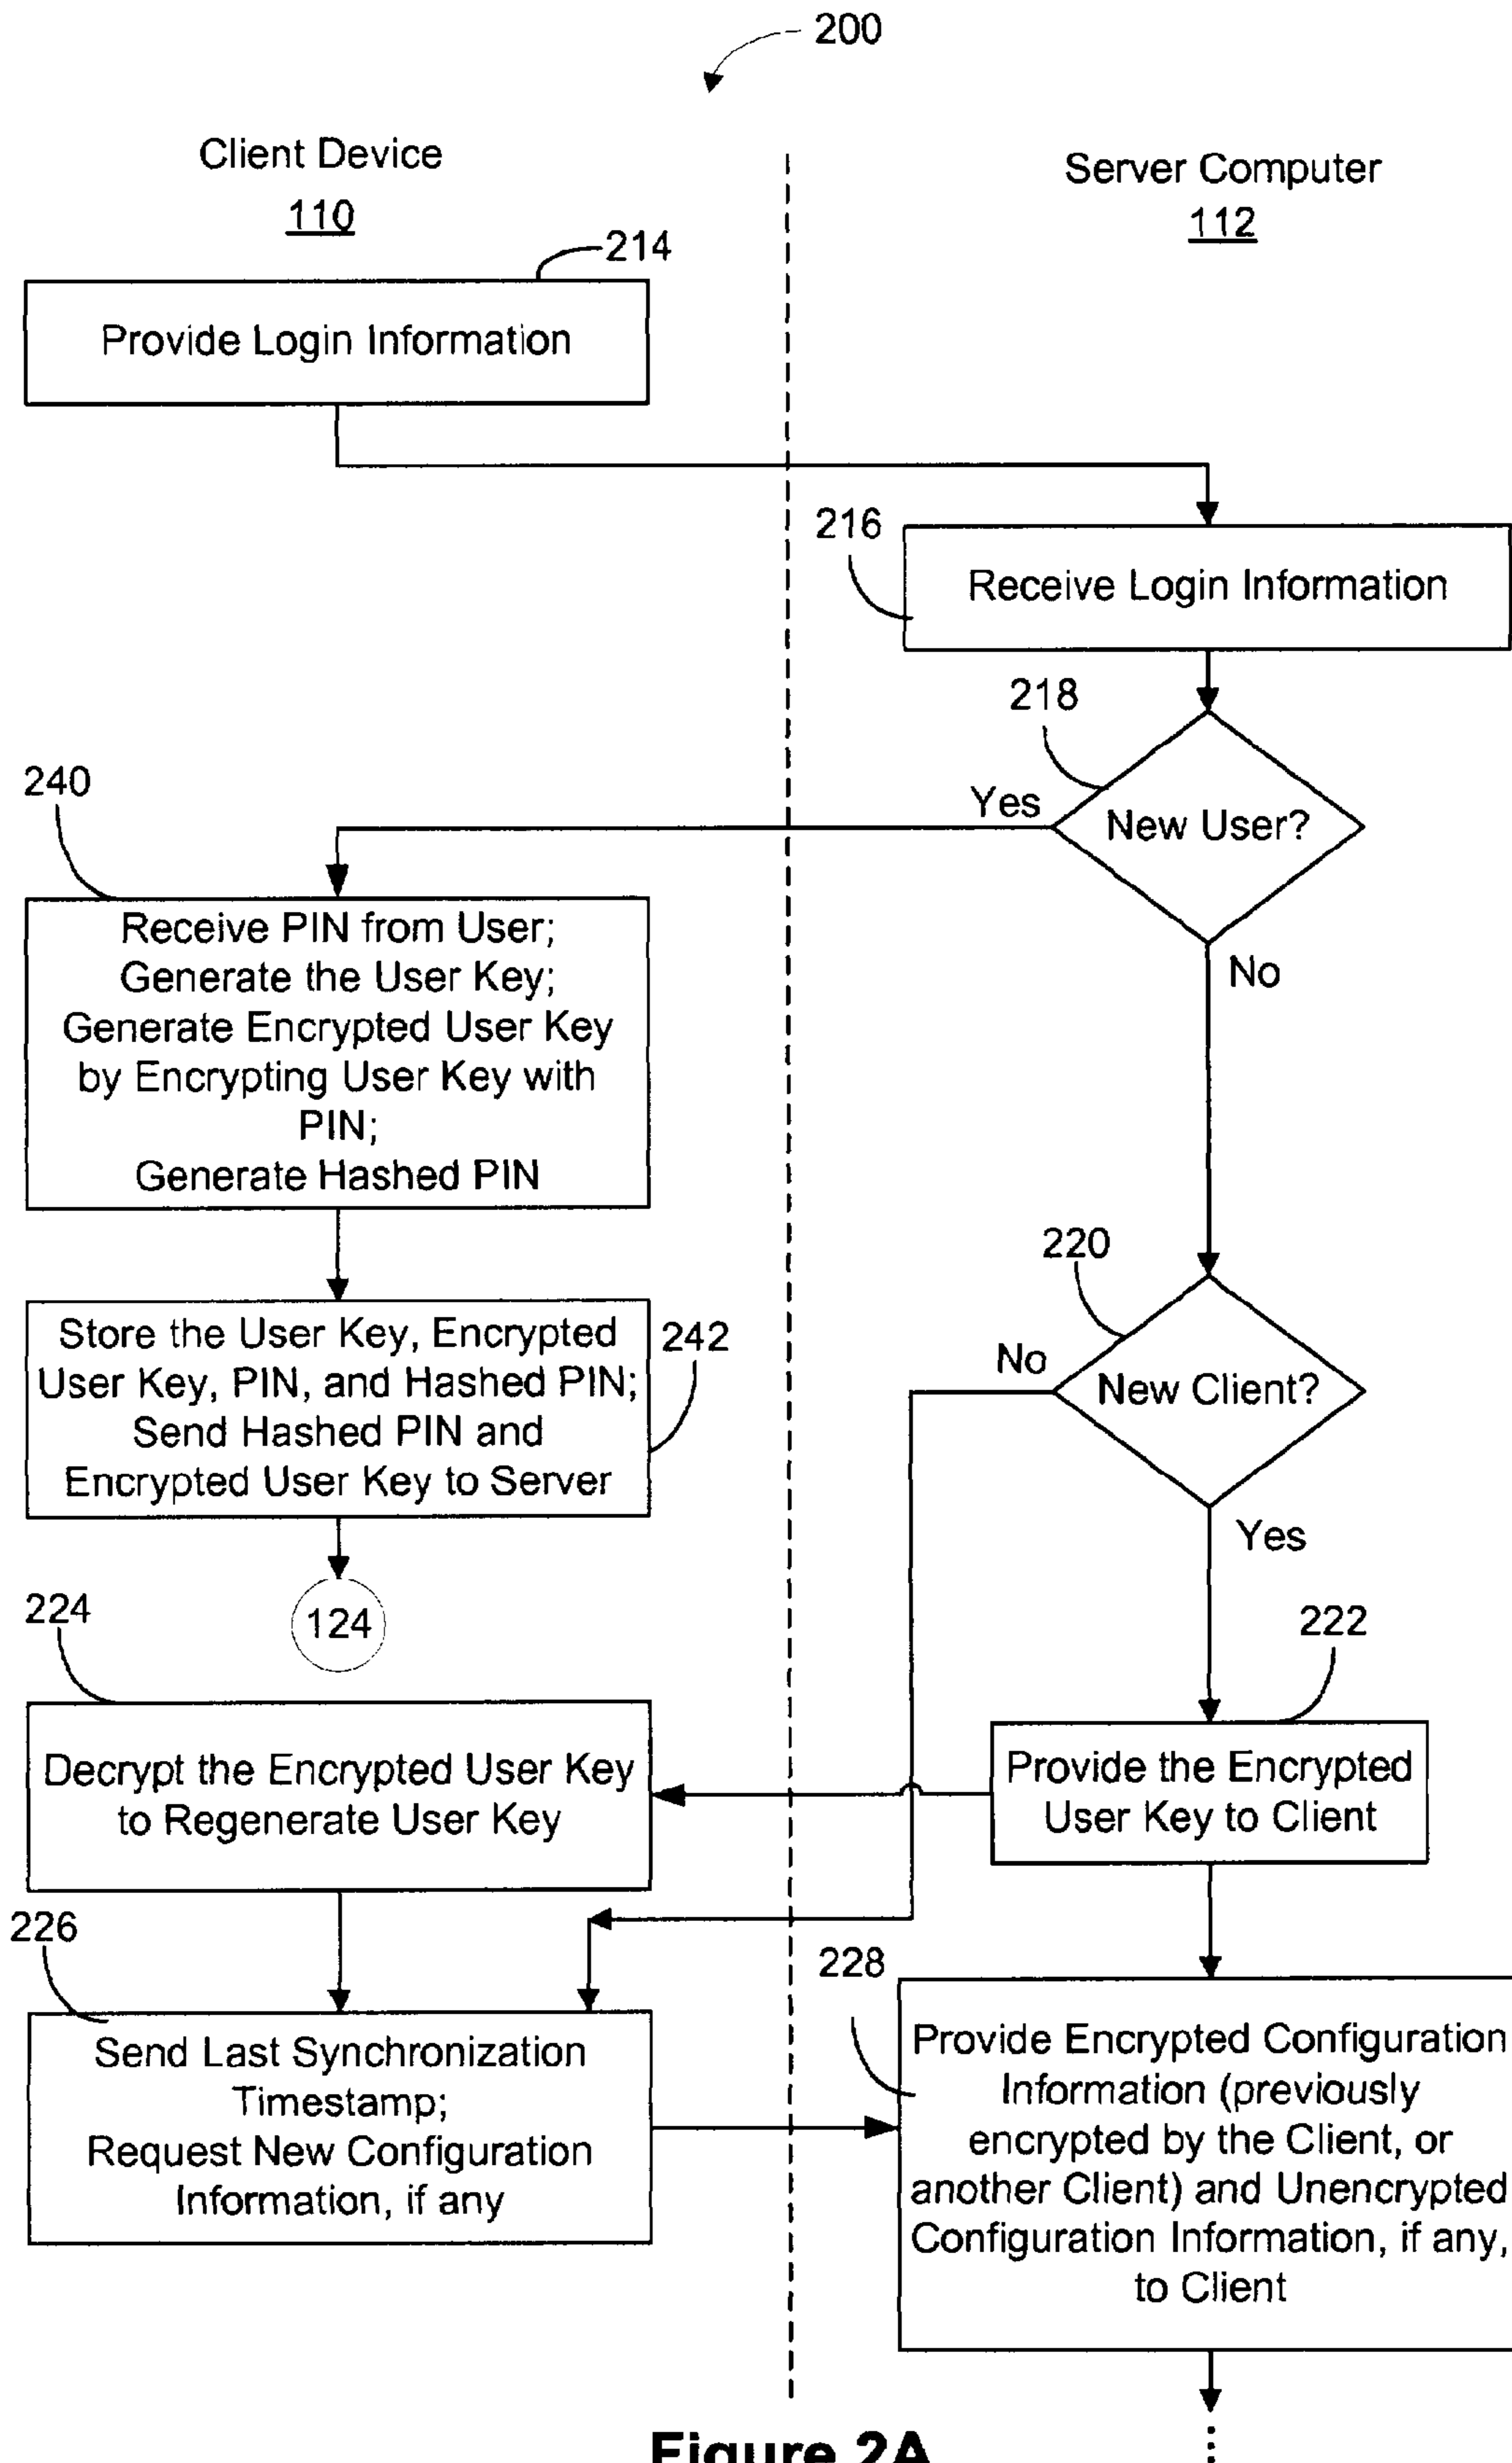 200
Client Device
110
Server Computer
112
214
Provide Login Information
216
Receive Login Information
218
New User?
Yes
No
240
Receive PIN from User;
Generate the User Key;
Generate Encrypted User Key
by Encrypting User Key with
PIN;
Generate Hashed PIN
220
New Client?
No
Yes
242
Store the User Key, Encrypted
User Key, PIN, and Hashed PIN;
Send Hashed PIN and
Encrypted User Key to Server
124
222
Provide the Encrypted
User Key to Client
224
Decrypt the Encrypted User Key
to Regenerate User Key
226
Send Last Synchronization
Timestamp;
Request New Configuration
Information, if any
228
Provide Encrypted Configuration
Information (previously
encrypted by the Client, or
another Client) and Unencrypted
Configuration Information, if any,
to Client
Figure 2A